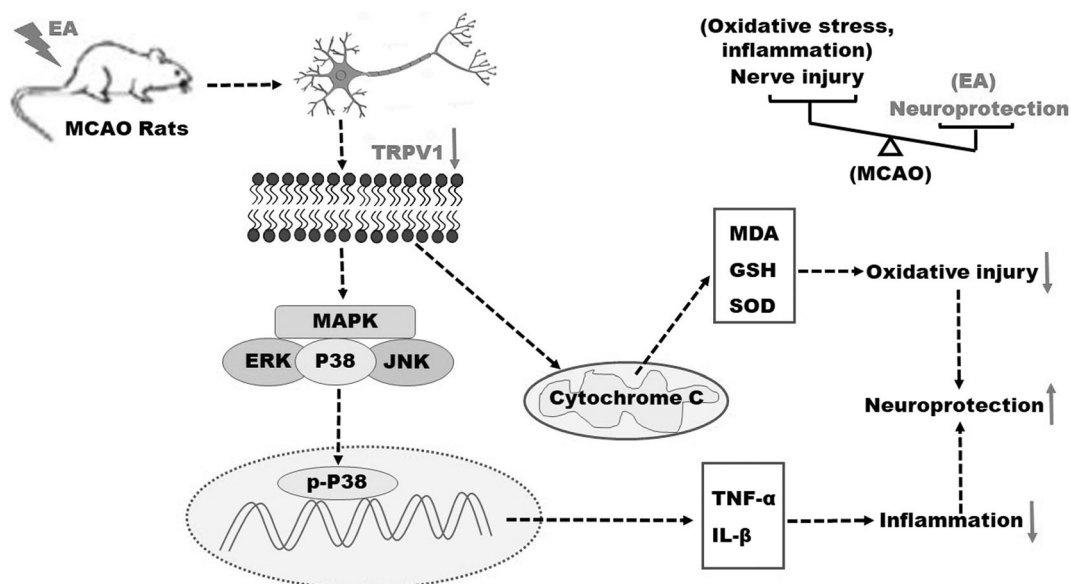 EA
MCAO Rats
TRPV1
(Oxidative stress,
inflammation)
Nerve injury
(EA)
Neuroprotection
(MCAO)
MAPK
ERK
P38
JNK
p-P38
Cytochrome C
MDA
GSH
SOD
Oxidative injury
Neuroprotection
TNF-α
IL-β
Inflammation